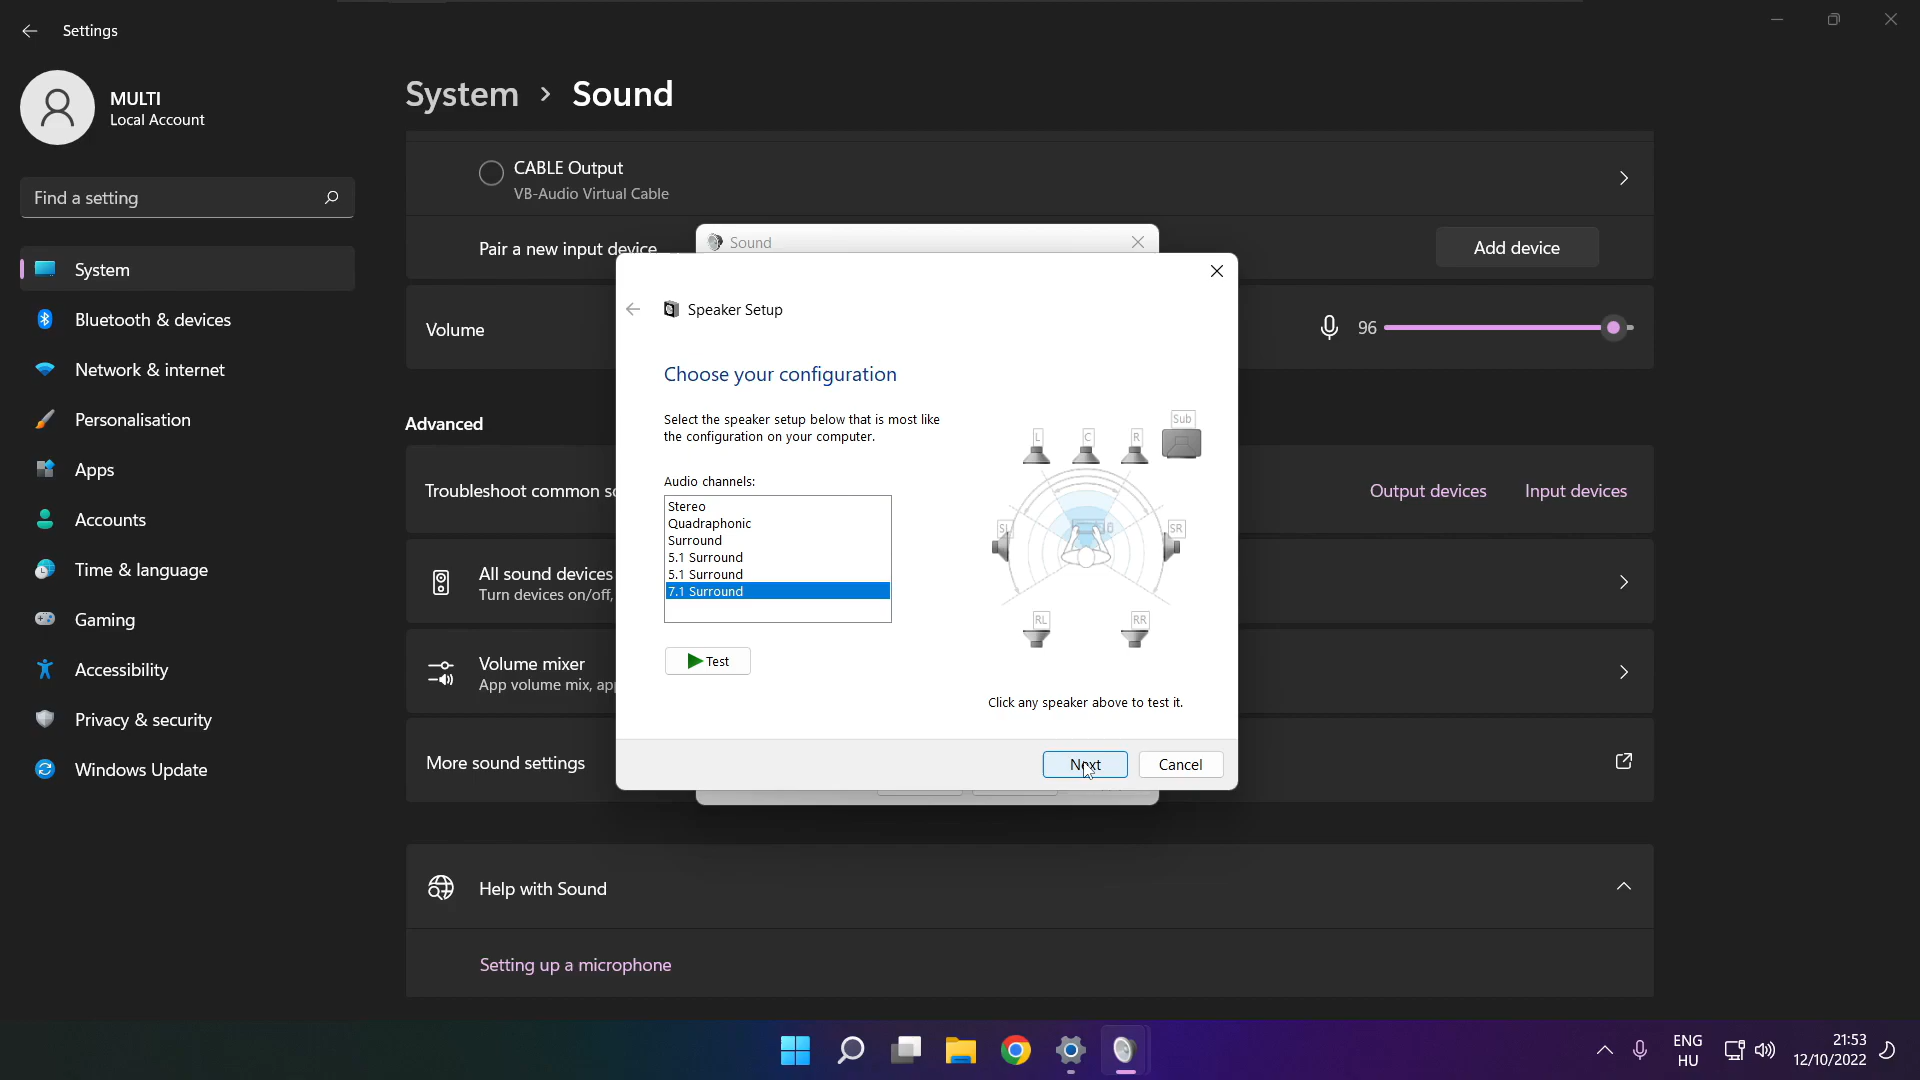 Settings
MULTI
Local Account
Find a setting
System
Bluetooth & devices
Network & internet
Personalisation
Apps
Accounts
Time & language
Gaming
Accessibility
Privacy & security
Windows Update
System > Sound
CABLE Output
VB-Audio Virtual Cable
Pair a new input device
Add device
Volume
96
Advanced
Troubleshoot common
Output devices
Input devices
All sound devices
Turn devices on/off,
Volume mixer
App volume mix,
More sound settings
Help with Sound
Setting up a microphone
Sound
Speaker Setup
Choose your configuration
Select the speaker setup below that is most like
the configuration on your computer.
Audio channels:
Stereo
Quadraphonic
Surround
5.1 Surround
5.1 Surround
7.1 Surround
Test
L
C
R
Sub
SL
SR
RL
RR
Click any speaker above to test it.
Next
Cancel
ENG
HU
21:53
12/10/2022